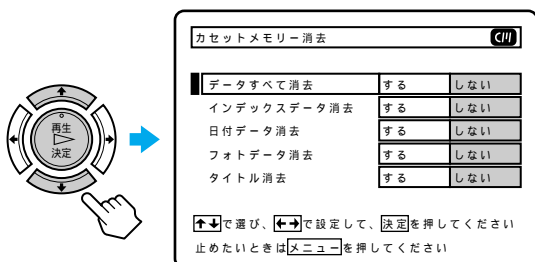 カセットメモリー消去
CM
データすべて消去 する しない
インデックスデータ消去 する しない
日付データ消去 する しない
フォトデータ消去 する しない
タイトル消去 する しない
再生
決定
↑↓で選び、←→で設定して、決定を押してください
止めたいときはメニューを押してください